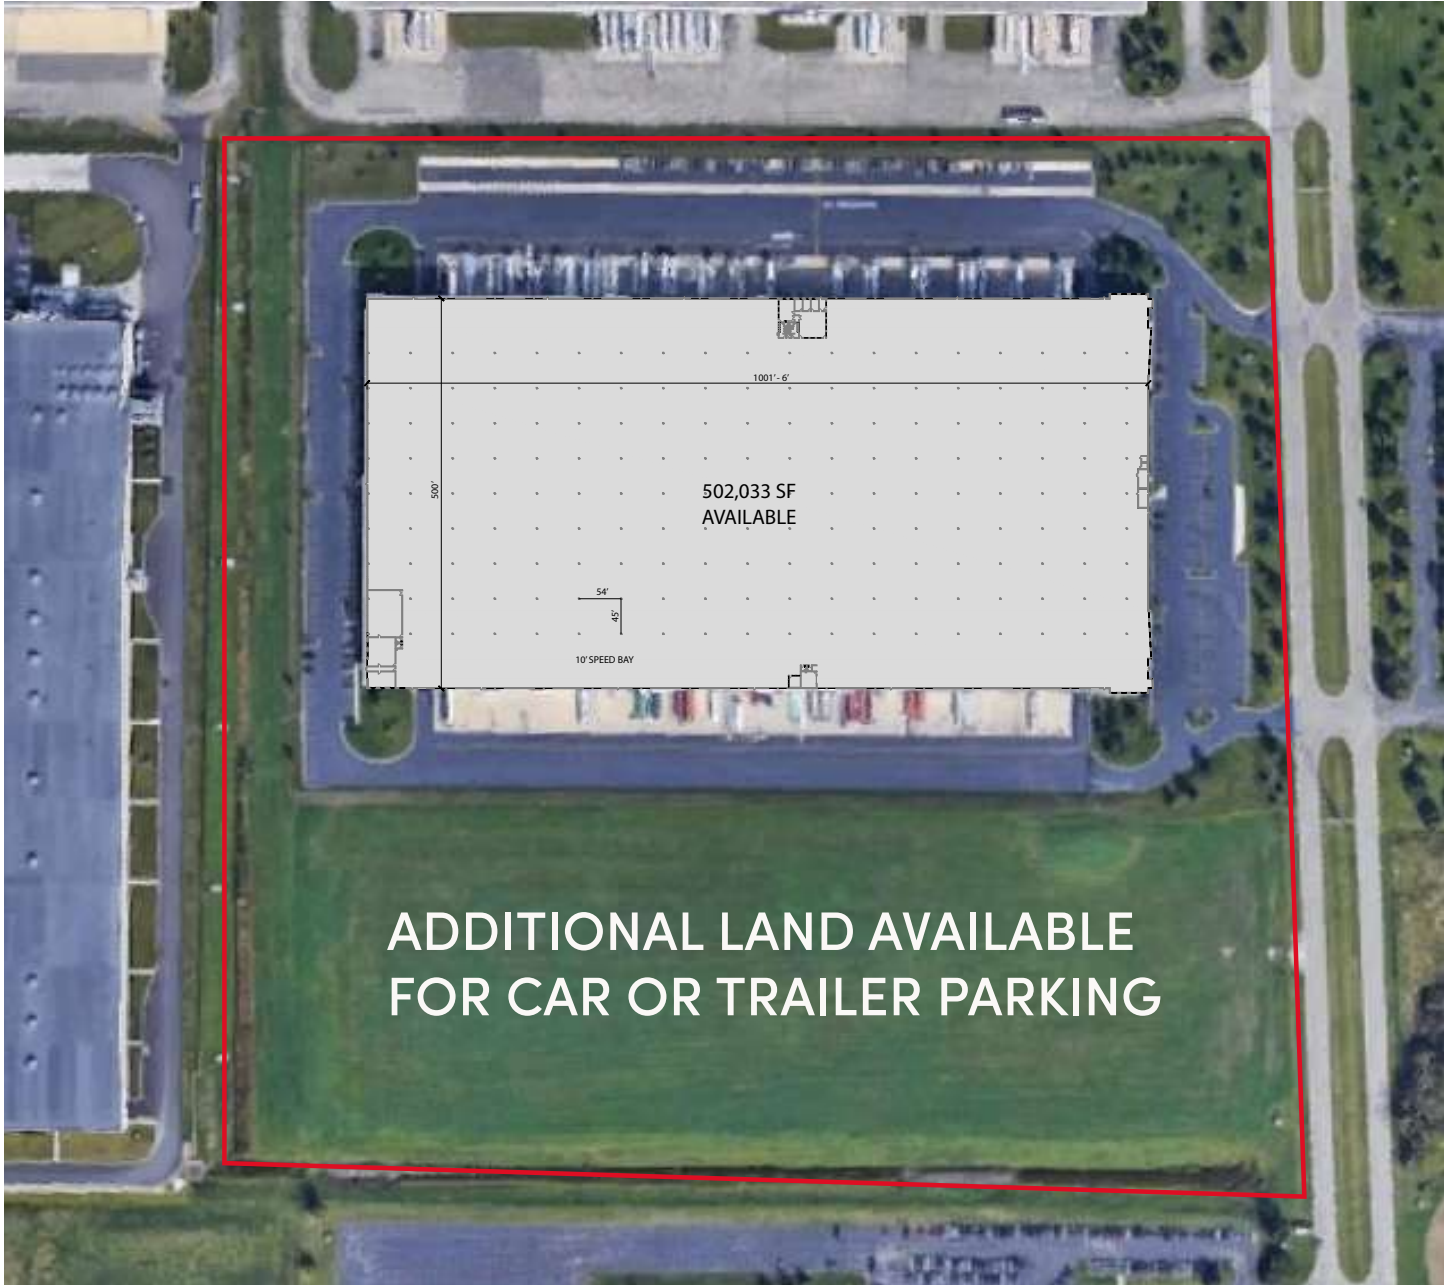 1001' - 6'
500'
502,033 SF
AVAILABLE
54'
45'
10' SPEED BAY
ADDITIONAL LAND AVAILABLE
FOR CAR OR TRAILER PARKING